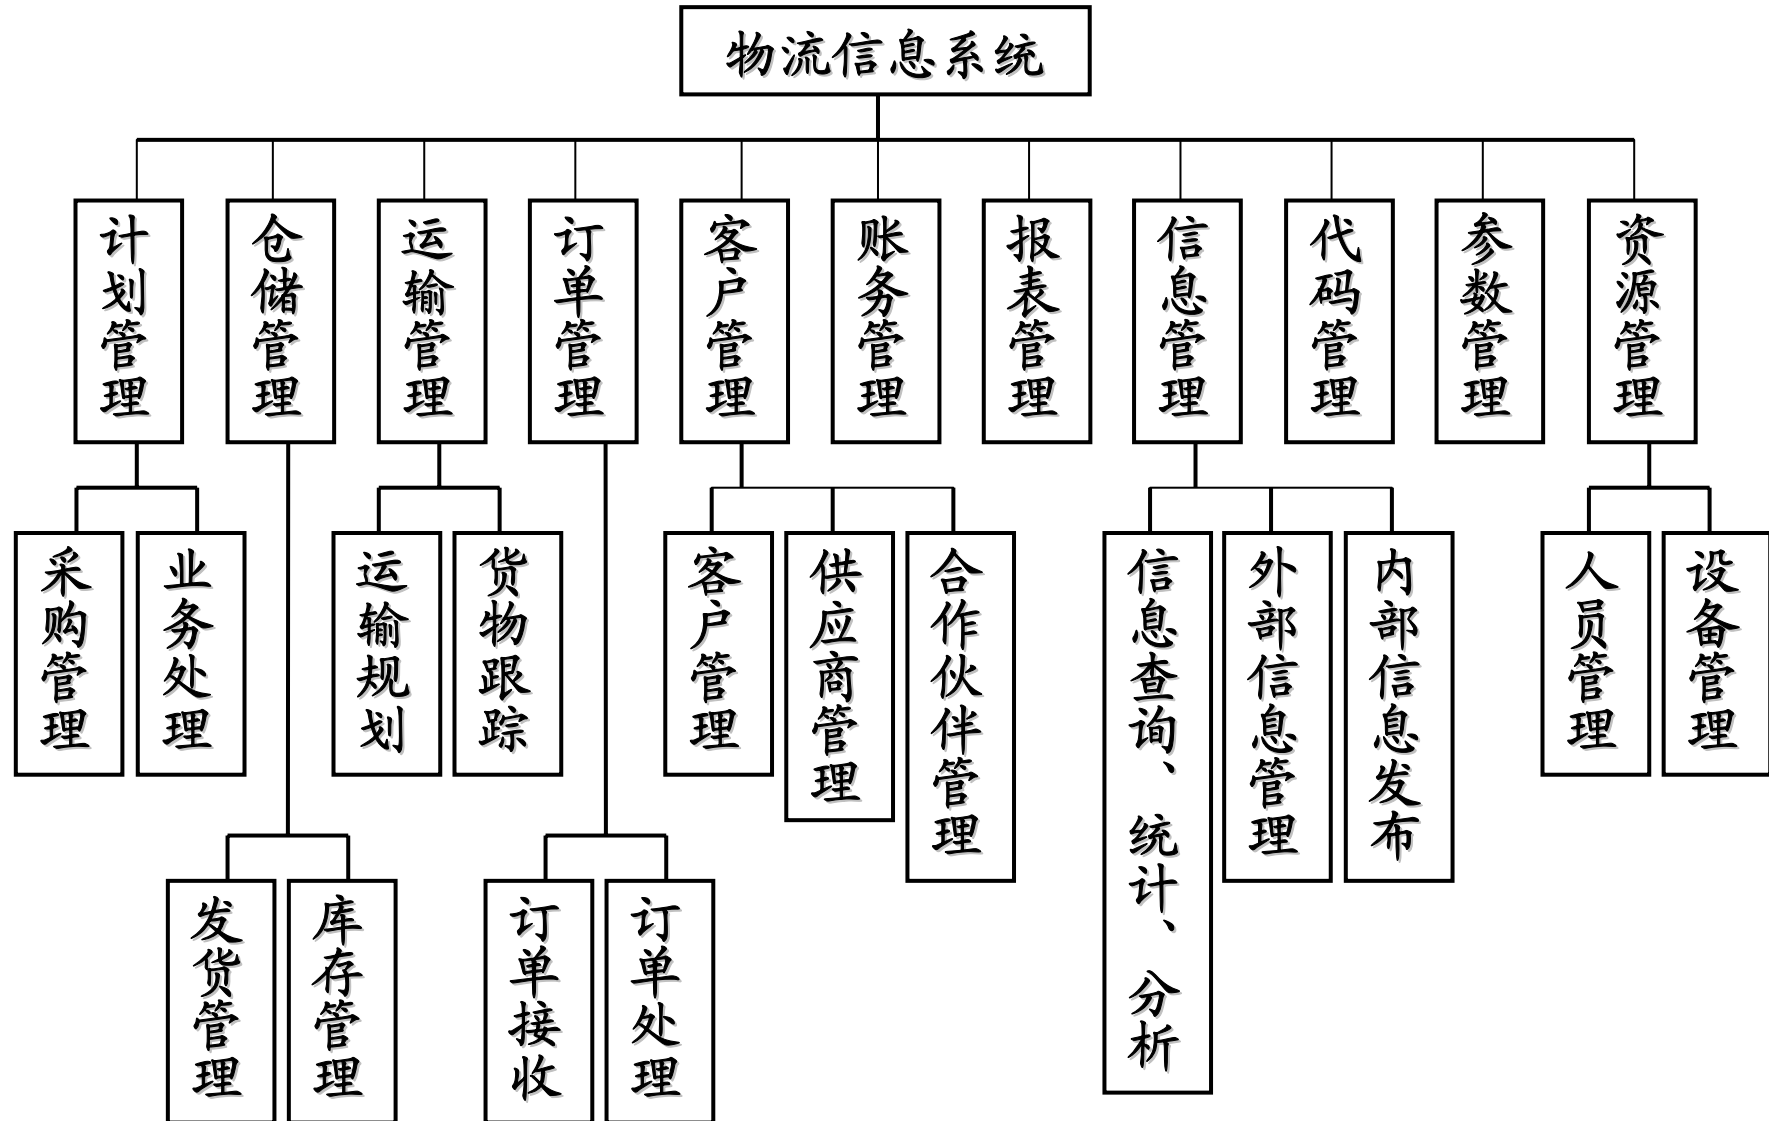 物流信息系统
计划管理
仓储管理
运输管理
订单管理
客户管理
账务管理
报表管理
信息管理
代码管理
参数管理
资源管理
采购管理
业务处理
运输规划
货物跟踪
客户管理
供应商管理
合作伙伴管理
信息查询、统计、分析
外部信息管理
内部信息发布
人员管理
设备管理
发货管理
库存管理
订单接收
订单处理